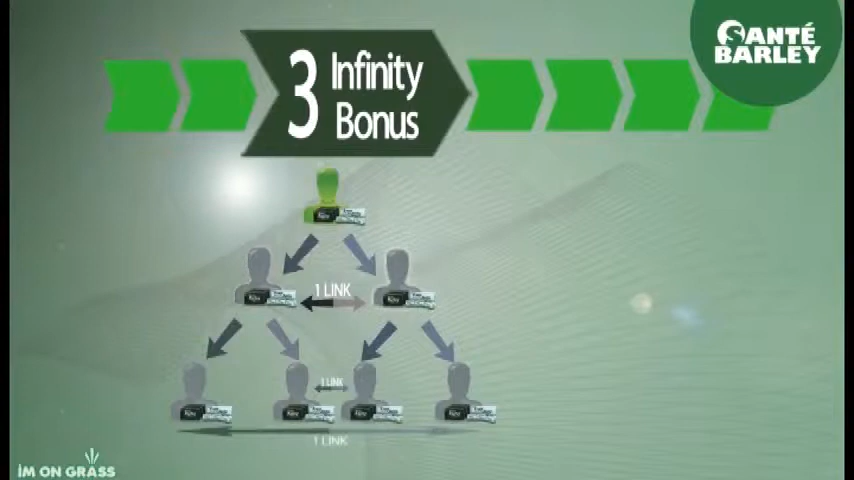 SANTÉ
BARLEY
3 Infinity
Bonus
1 LINK
1 LINK
1 LINK
iM ON GRASS